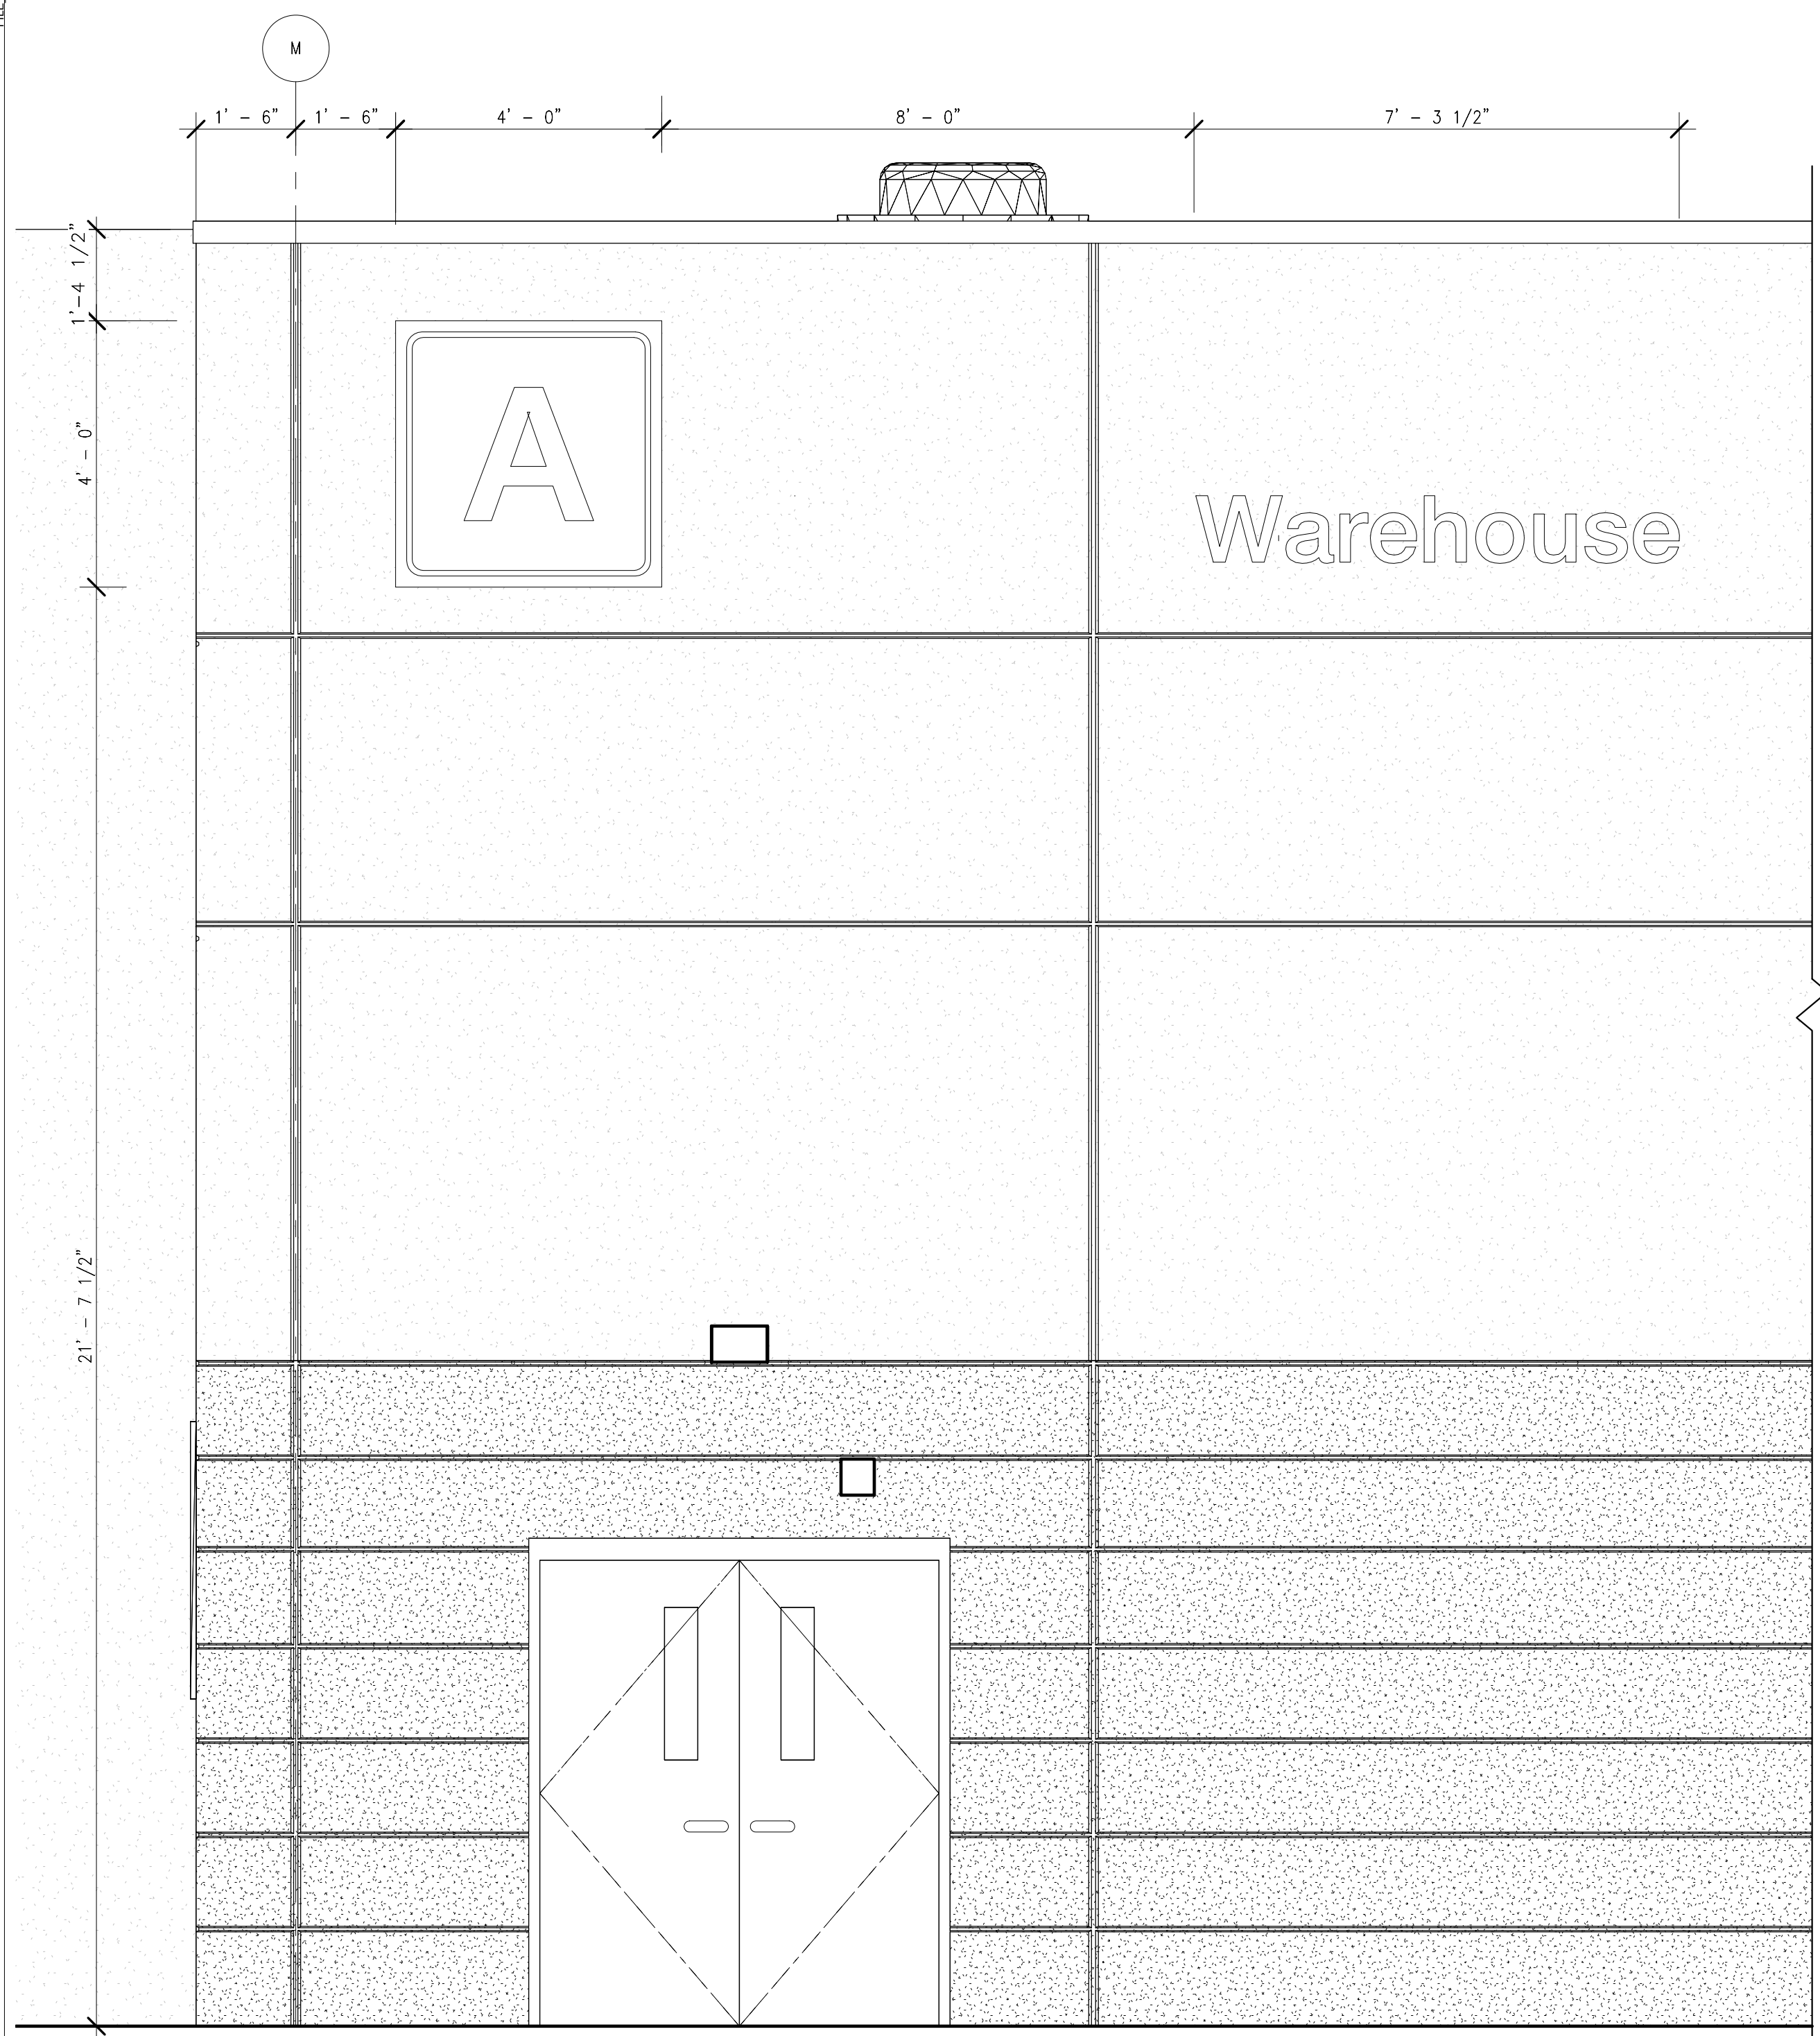 M
1' - 6" 1' - 6" 4' - 0" 8' - 0" 7' - 3 1/2"
1'-4 1/2"
A
4' - 0"
Warehouse
21' - 7 1/2"